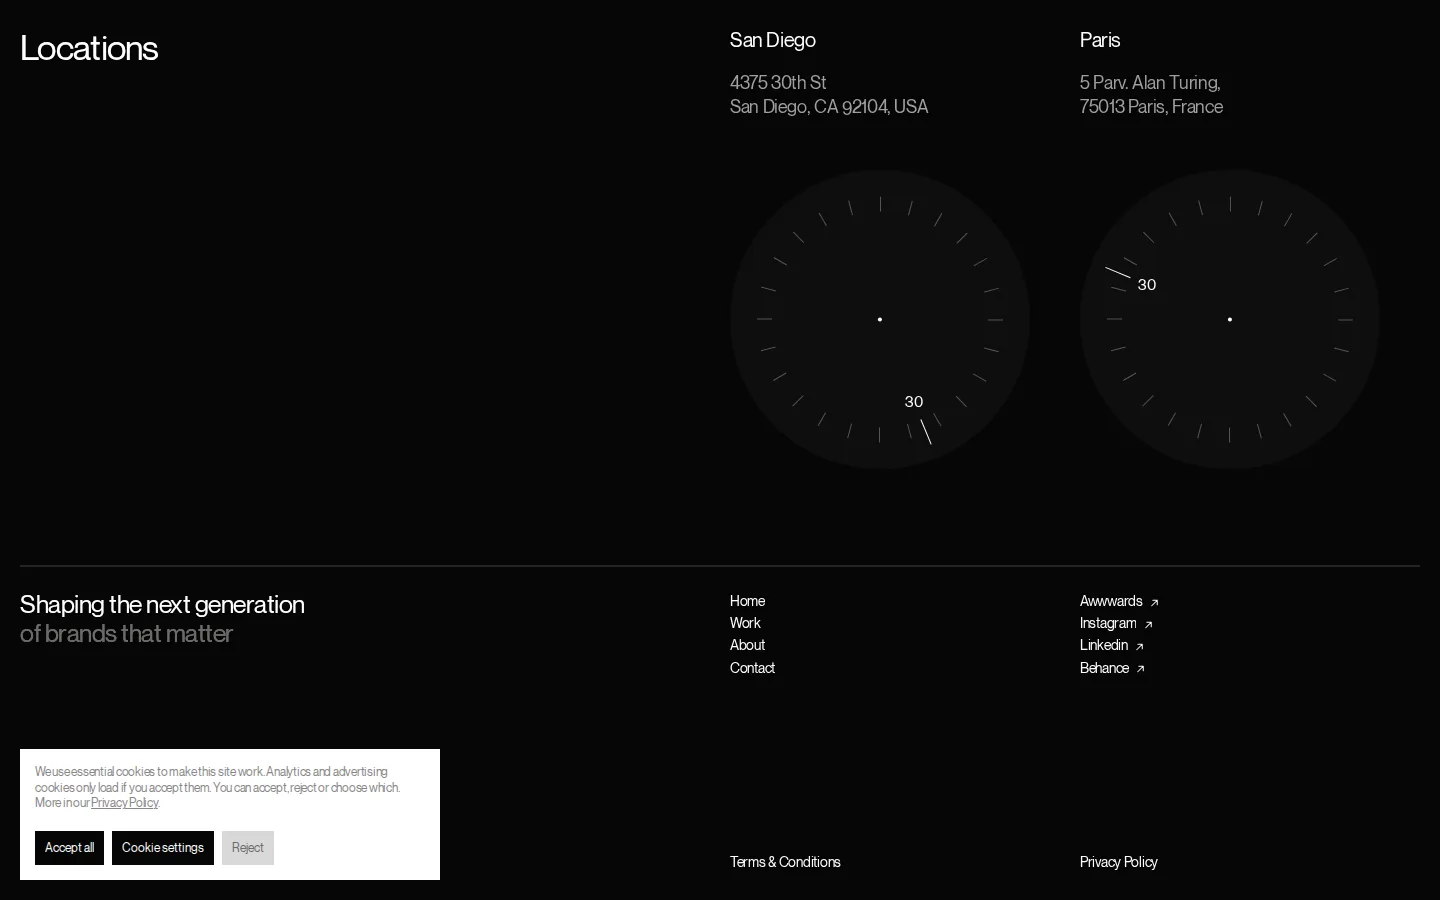 Locations
San Diego
4375 30th St
San Diego, CA 92104, USA
30
Paris
5 Parv. Alan Turing,
75013 Paris, France
30
Shaping the next generation
of brands that matter
Home
Work
About
Contact
Awwwards ↗
Instagram ↗
Linkedin ↗
Behance ↗
We use essential cookies to make this site work. Analytics and advertising
cookies only load if you accept them. You can accept, reject or choose which.
More in our Privacy Policy.
Accept all
Cookie settings
Reject
Terms & Conditions
Privacy Policy